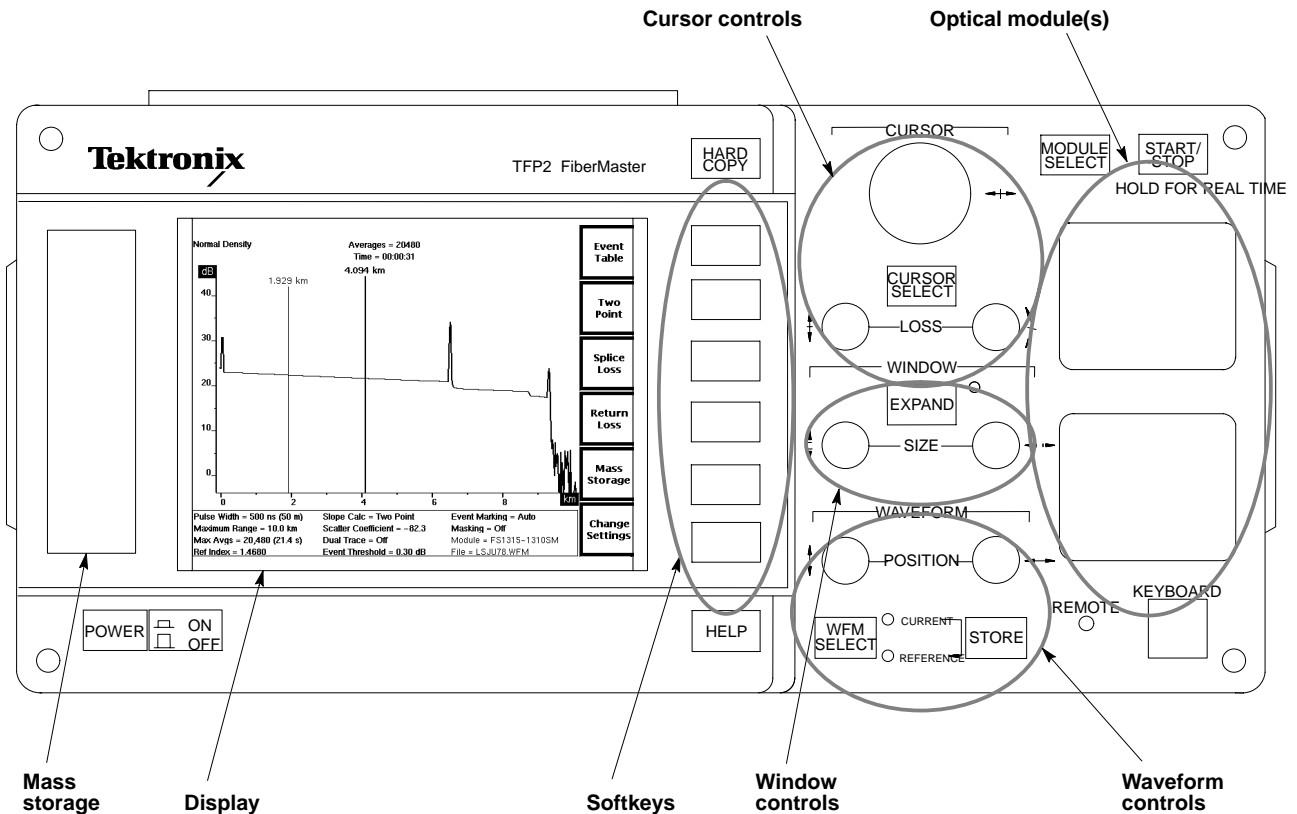 Cursor controls
Optical module(s)
Tektronix
TFP2 FiberMaster
HARD
COPY
CURSOR
MODULE
SELECT
START/
STOP
HOLD FOR REAL TIME
Normal Density
Averages = 20480
Time = 00:00:31
4.094 km
1.929 km
dB
40
30
20
10
0
0
2
4
6
8
km
Event
Table
Two
Point
Splice
Loss
Return
Loss
Mass
Storage
Change
Settings
Pulse Width = 500 ns (50 m)
Slope Calc = Two Point
Event Marking = Auto
Maximum Range = 10.0 km
Scatter Coefficient = -82.3
Masking = Off
Max Avgs = 20,480 (21.4 s)
Dual Trace = Off
Module = FS1315-1310SM
Ref Index = 1.4680
Event Threshold = 0.30 dB
File = LSJU78.WFM
CURSOR
SELECT
LOSS
WINDOW
EXPAND
SIZE
WAVEFORM
POSITION
WFM
SELECT
CURRENT
REFERENCE
STORE
REMOTE
KEYBOARD
POWER
ON
OFF
HELP
Mass
storage
Display
Softkeys
Window
controls
Waveform
controls